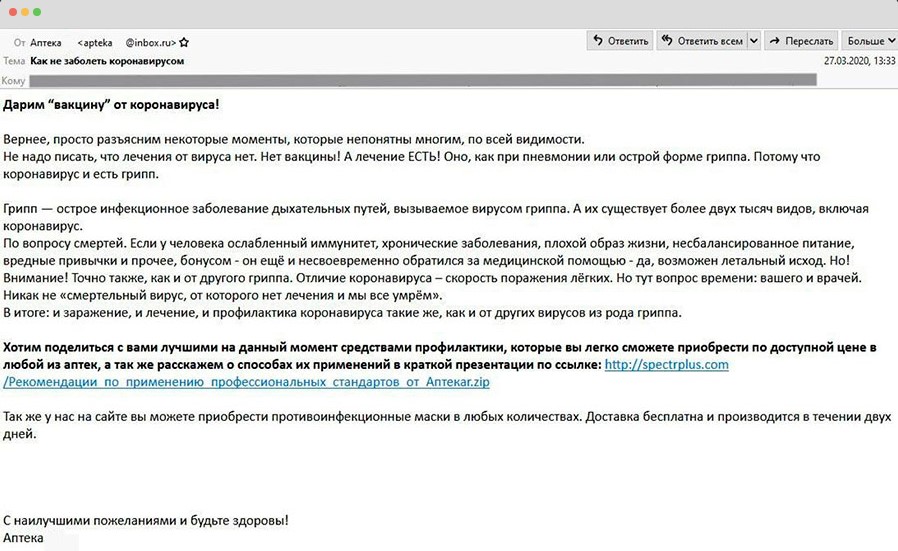 От Аптека <apteka @inbox.ru> Ответить Ответить всем Переслать Больше
Тема Как не заболеть коронавирусом 27.03.2020, 13:33
Кому
Дарим “вакцину” от коронавируса!
Вернее, просто разъясним некоторые моменты, которые непонятны многим, по всей видимости.
Не надо писать, что лечения от вируса нет. Нет вакцины! А лечение ЕСТЬ! Оно, как при пневмонии или острой форме гриппа. Потому что
коронавирус и есть грипп.
Грипп — острое инфекционное заболевание дыхательных путей, вызываемое вирусом гриппа. А их существует более двух тысяч видов, включая
коронавирус.
По вопросу смертей. Если у человека ослабленный иммунитет, хронические заболевания, плохой образ жизни, несбалансированное питание,
вредные привычки и прочее, бонусом - он ещё и несвоевременно обратился за медицинской помощью - да, возможен летальный исход. Но!
Внимание! Точно также, как и от другого гриппа. Отличие коронавируса – скорость поражения лёгких. Но тут вопрос времени: вашего и врачей.
Никак не «смертельный вирус, от которого нет лечения и мы все умрём».
В итоге: и заражение, и лечение, и профилактика коронавируса такие же, как и от других вирусов из рода гриппа.
Хотим поделиться с вами лучшими на данный момент средствами профилактики, которые вы легко сможете приобрести по доступной цене в
любой из аптек, а так же расскажем о способах их применений в краткой презентации по ссылке: http://spectrplus.com
/Рекомендации_по_применению_профессиональных_стандартов_от_Аптекаг.zip
Так же у нас на сайте вы можете приобрести противоинфекционные маски в любых количествах. Доставка бесплатна и производится в течении двух
дней.
С наилучшими пожеланиями и будьте здоровы!
Аптека